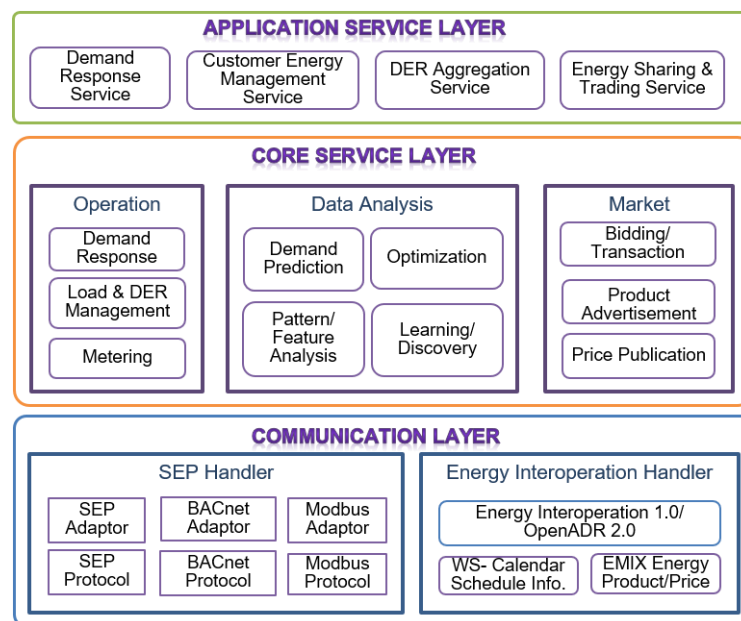 APPLICATION SERVICE LAYER
Demand
Response
Service
Customer Energy
Management
Service
DER Aggregation
Service
Energy Sharing &
Trading Service
CORE SERVICE LAYER
Operation
Demand
Response
Load & DER
Management
Metering
Data Analysis
Demand
Prediction
Optimization
Pattern/
Feature
Analysis
Learning/
Discovery
Market
Bidding/
Transaction
Product
Advertisement
Price Publication
COMMUNICATION LAYER
SEP Handler
SEP
Adaptor
BACnet
Adaptor
Modbus
Adaptor
SEP
Protocol
BACnet
Protocol
Modbus
Protocol
Energy Interoperation Handler
Energy Interoperation 1.0/
OpenADR 2.0
WS- Calendar
Schedule Info.
EMIX Energy
Product/Price